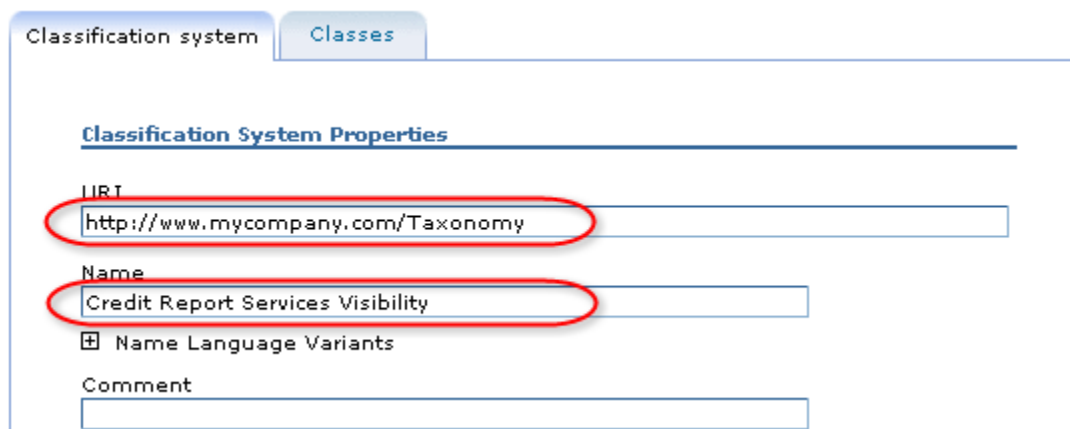 Classification system
Classes
Classification System Properties
URI
http://www.mycompany.com/Taxonomy
Name
Credit Report Services Visibility
Name Language Variants
Comment